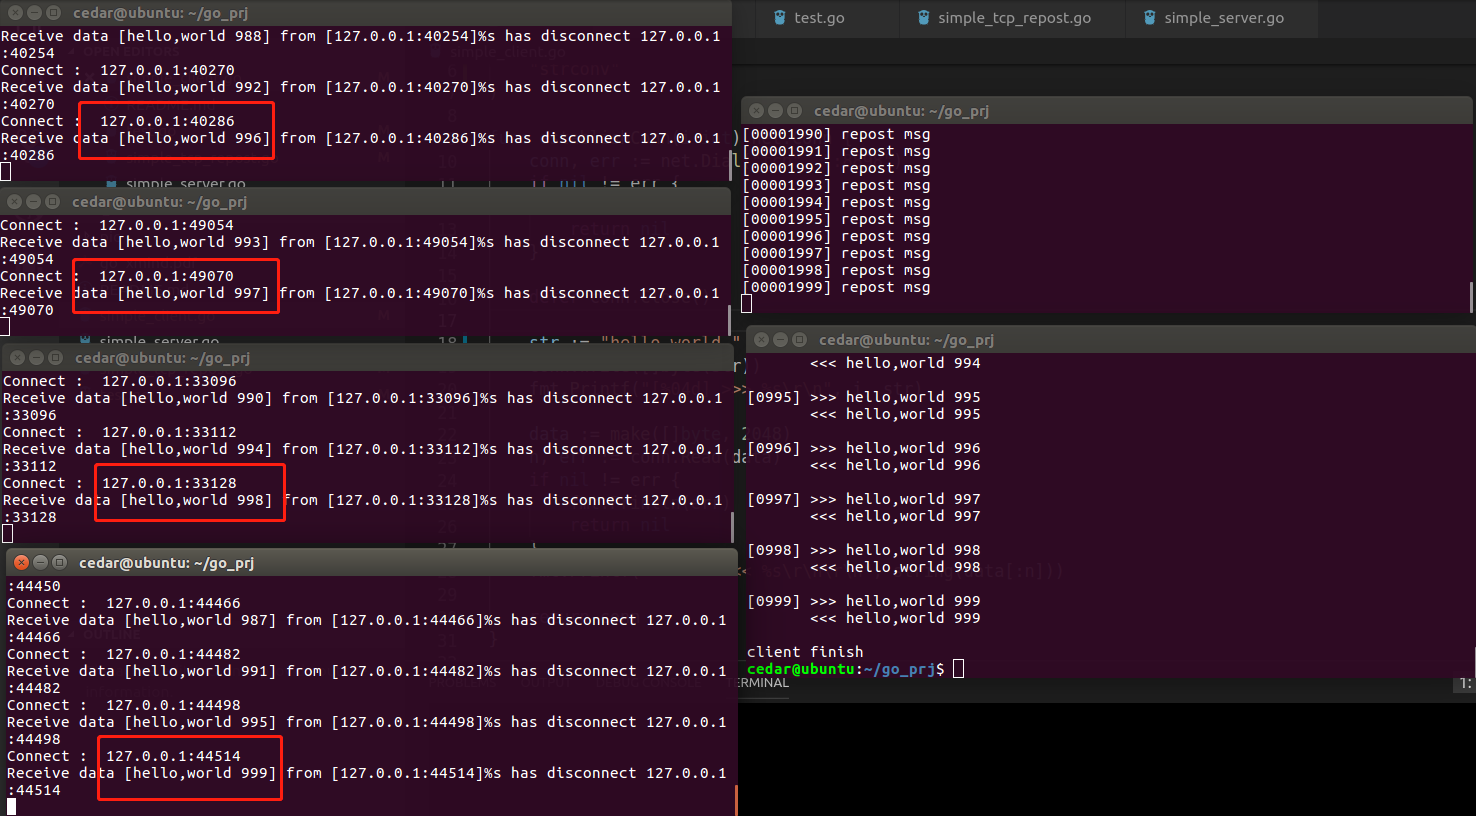 cedar@ubuntu: ~/go_prj
Receive data [hello,world 988] from [127.0.0.1:40254]%s has disconnect 127.0.0.1
:40254
Connect :  127.0.0.1:40270
Receive data [hello,world 992] from [127.0.0.1:40270]%s has disconnect 127.0.0.1
:40270
Connect :  127.0.0.1:40286
Receive data [hello,world 996] from [127.0.0.1:40286]%s has disconnect 127.0.0.1
:40286
simple_server.go
cedar@ubuntu: ~/go_prj
Connect :  127.0.0.1:49054
Receive data [hello,world 993] from [127.0.0.1:49054]%s has disconnect 127.0.0.1
:49054
Connect :  127.0.0.1:49070
Receive data [hello,world 997] from [127.0.0.1:49070]%s has disconnect 127.0.0.1
:49070
simple_server.go
cedar@ubuntu: ~/go_prj
Connect :  127.0.0.1:33096
Receive data [hello,world 990] from [127.0.0.1:33096]%s has disconnect 127.0.0.1
:33096
Connect :  127.0.0.1:33112
Receive data [hello,world 994] from [127.0.0.1:33112]%s has disconnect 127.0.0.1
:33112
Connect :  127.0.0.1:33128
Receive data [hello,world 998] from [127.0.0.1:33128]%s has disconnect 127.0.0.1
:33128
cedar@ubuntu: ~/go_prj
:44450
Connect :  127.0.0.1:44466
Receive data [hello,world 987] from [127.0.0.1:44466]%s has disconnect 127.0.0.1
:44466
Connect :  127.0.0.1:44482
Receive data [hello,world 991] from [127.0.0.1:44482]%s has disconnect 127.0.0.1
:44482
Connect :  127.0.0.1:44498
Receive data [hello,world 995] from [127.0.0.1:44498]%s has disconnect 127.0.0.1
:44498
Connect :  127.0.0.1:44514
Receive data [hello,world 999] from [127.0.0.1:44514]%s has disconnect 127.0.0.1
:44514
test.go
simple_tcp_repost.go
simple_server.go
cedar@ubuntu: ~/go_prj
[00001990] repost msg
[00001991] repost msg
[00001992] repost msg
[00001993] repost msg
[00001994] repost msg
[00001995] repost msg
[00001996] repost msg
[00001997] repost msg
[00001998] repost msg
[00001999] repost msg
cedar@ubuntu: ~/go_prj
<<< hello,world 994
[0995] >>> hello,world 995
<<< hello,world 995
[0996] >>> hello,world 996
<<< hello,world 996
[0997] >>> hello,world 997
<<< hello,world 997
[0998] >>> hello,world 998
<<< hello,world 998
[0999] >>> hello,world 999
<<< hello,world 999
client finish
cedar@ubuntu:~/go_prj$
ERMINAL
1: